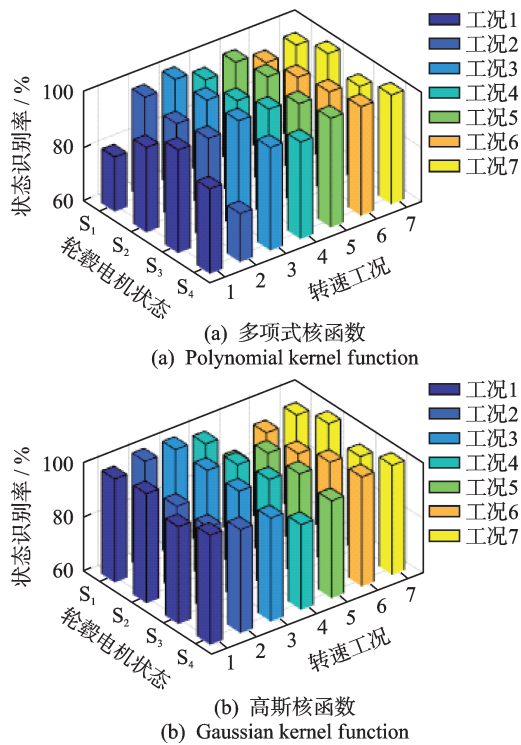 工况1
工况2
工况3
工况4
工况5
工况6
工况7
状态识别率 / %
100
80
60
S1
S2
S3
S4
轮毂电机状态
1
2
3
4
5
6
7
转速工况
(a) 多项式核函数
(a) Polynomial kernel function
工况1
工况2
工况3
工况4
工况5
工况6
工况7
状态识别率 / %
100
80
60
S1
S2
S3
S4
轮毂电机状态
1
2
3
4
5
6
7
转速工况
(b) 高斯核函数
(b) Gaussian kernel function